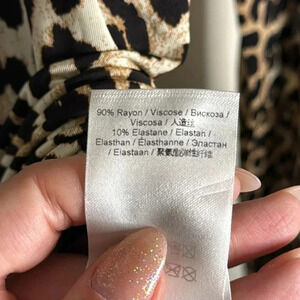 90% Rayon / Viscose / Вискоза /
Viscosa / 人造丝
10% Elastane / Elastan /
Elasthan / Élasthanne / Эластан
/ Elastaan / 聚氨酯弹性纤维